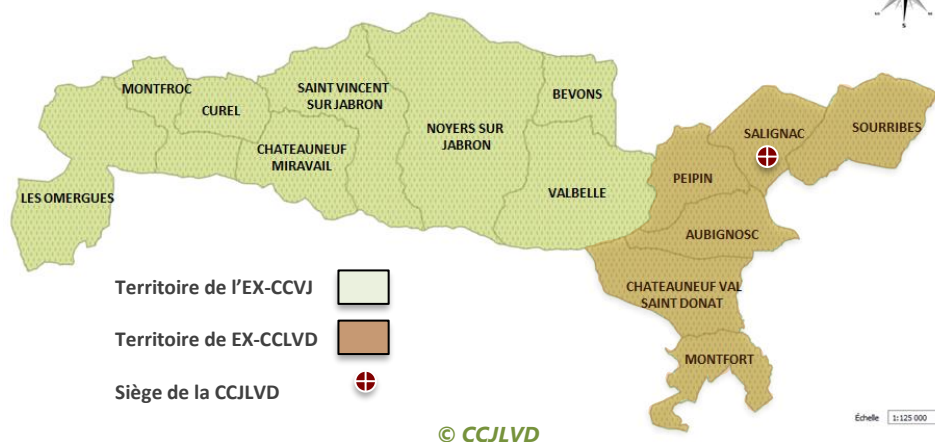 MONTFROC
CUREL
SAINT VINCENT
SUR JABRON
BEVONS
NOYERS SUR
JABRON
SALIGNAC
SOURRIBES
CHATEAUNEUF
MIRAVAIL
PEIPIN
LES OMERGUES
VALBELLE
AUBIGNOSC
CHATEAUNEUF VAL
SAINT DONAT
MONTFORT
Territoire de l’EX-CCVJ
Territoire de EX-CCLVD
Siège de la CCJLVD
© CCJLVD
Échelle 1:125 000
S